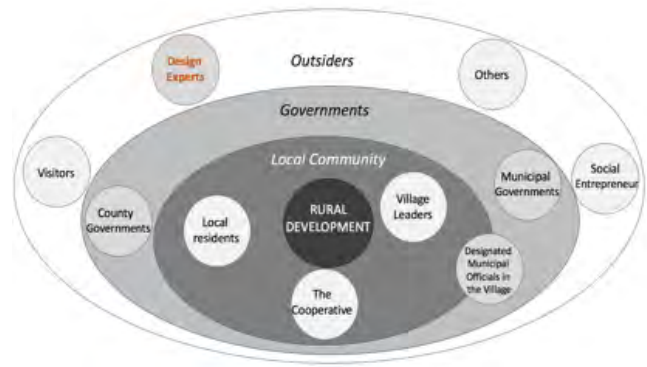 Design
Experts
Outsiders
Others
Governments
Visitors
Local Community
Municipal
Governments
Social
Entrepreneur
County
Governments
Local
residents
RURAL
DEVELOPMENT
Village
Leaders
Designated
Municipal
Officials in
the Village
The
Cooperative